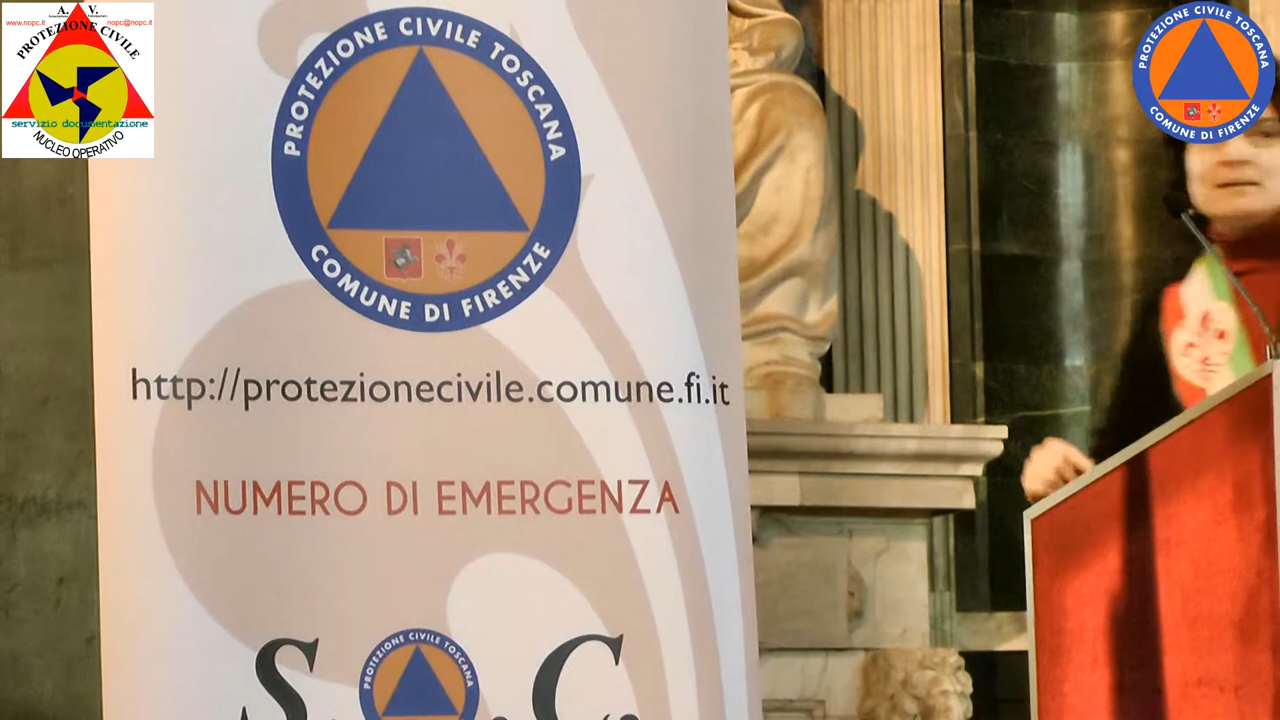 A. V.
www.nopc.it
nopc@nopc.it
PROTEZIONE CIVILE
servizio documentazione
NUCLEO OPERATIVO
PROTEZIONE CIVILE TOSCANA
COMUNE DI FIRENZE
http://protezionecivile.comune.fi.it
NUMERO DI EMERGENZA
S. . C.
PROTEZIONE CIVILE TOSCANA
PROTEZIONE CIVILE TOSCANA
COMUNE DI FIRENZE